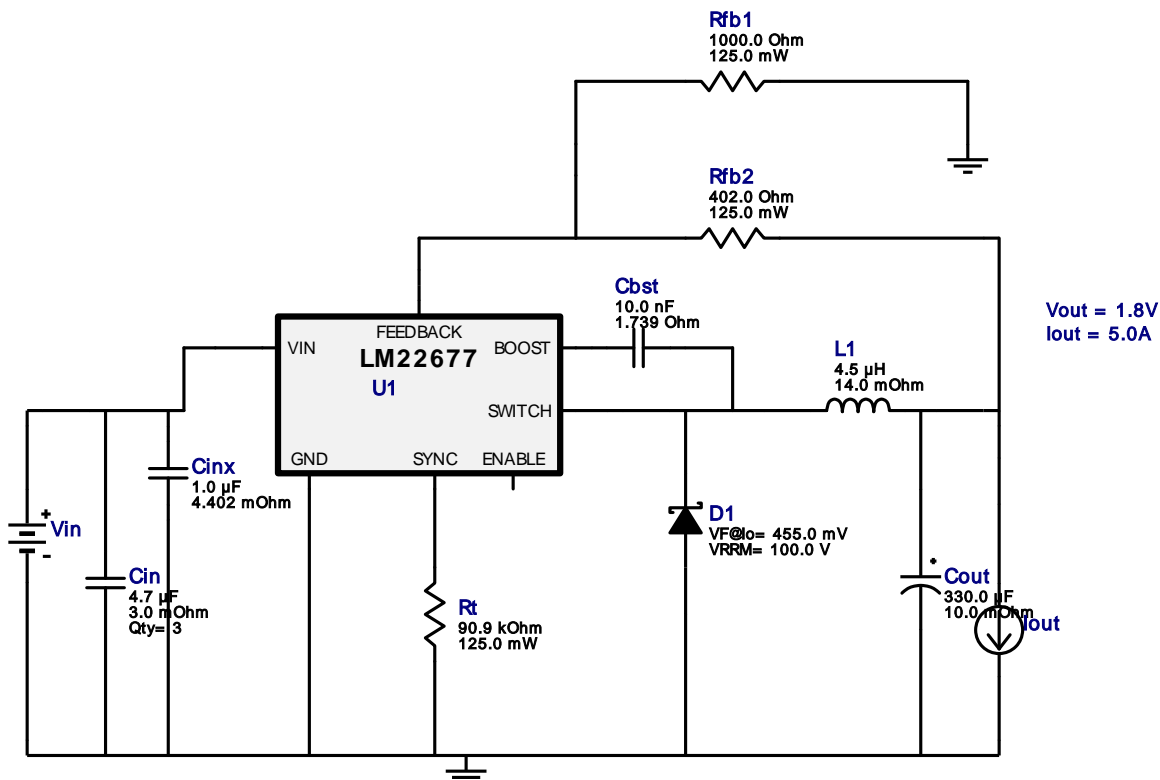 Rfb1
1000.0 Ohm
125.0 mW
Rfb2
402.0 Ohm
125.0 mW
Cbst
10.0 nF
1.739 Ohm
Vout = 1.8V
Iout = 5.0A
FEEDBACK
VIN
LM22677
BOOST
U1
L1
4.5 µH
14.0 mOhm
SWITCH
GND
SYNC
ENABLE
Cinx
1.0 µF
4.402 mOhm
+
Vin
-
D1
VF@Io= 455.0 mV
VRRM= 100.0 V
Cin
4.7 µF
3.0 mOhm
Qty= 3
Rt
90.9 kOhm
125.0 mW
Cout
330.0 µF
10.0 mOhm
Iout